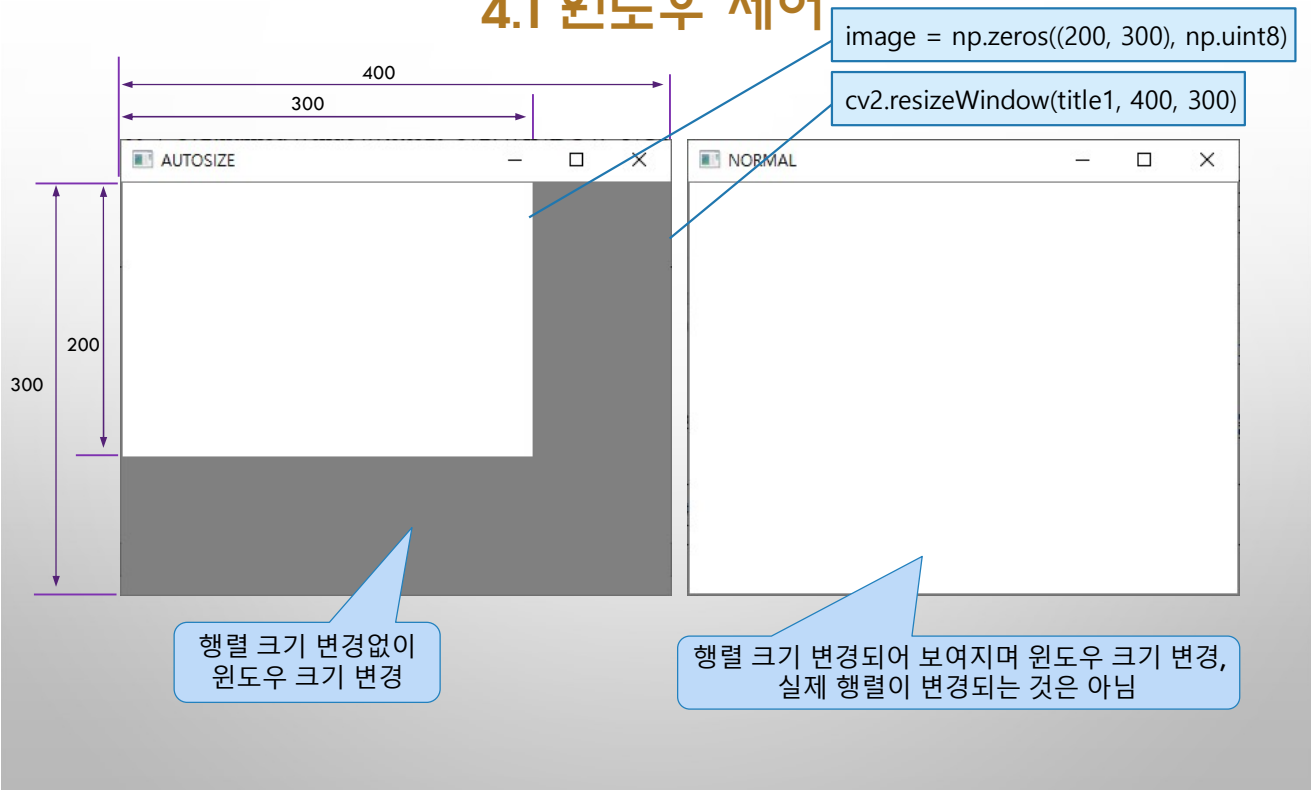 4.1 윈도우 제어
image = np.zeros((200, 300), np.uint8)
cv2.resizeWindow(title1, 400, 300)
400
300
AUTOSIZE
NORMAL
200
300
행렬 크기 변경없이
윈도우 크기 변경
행렬 크기 변경되어 보여지며 윈도우 크기 변경,
실제 행렬이 변경되는 것은 아님